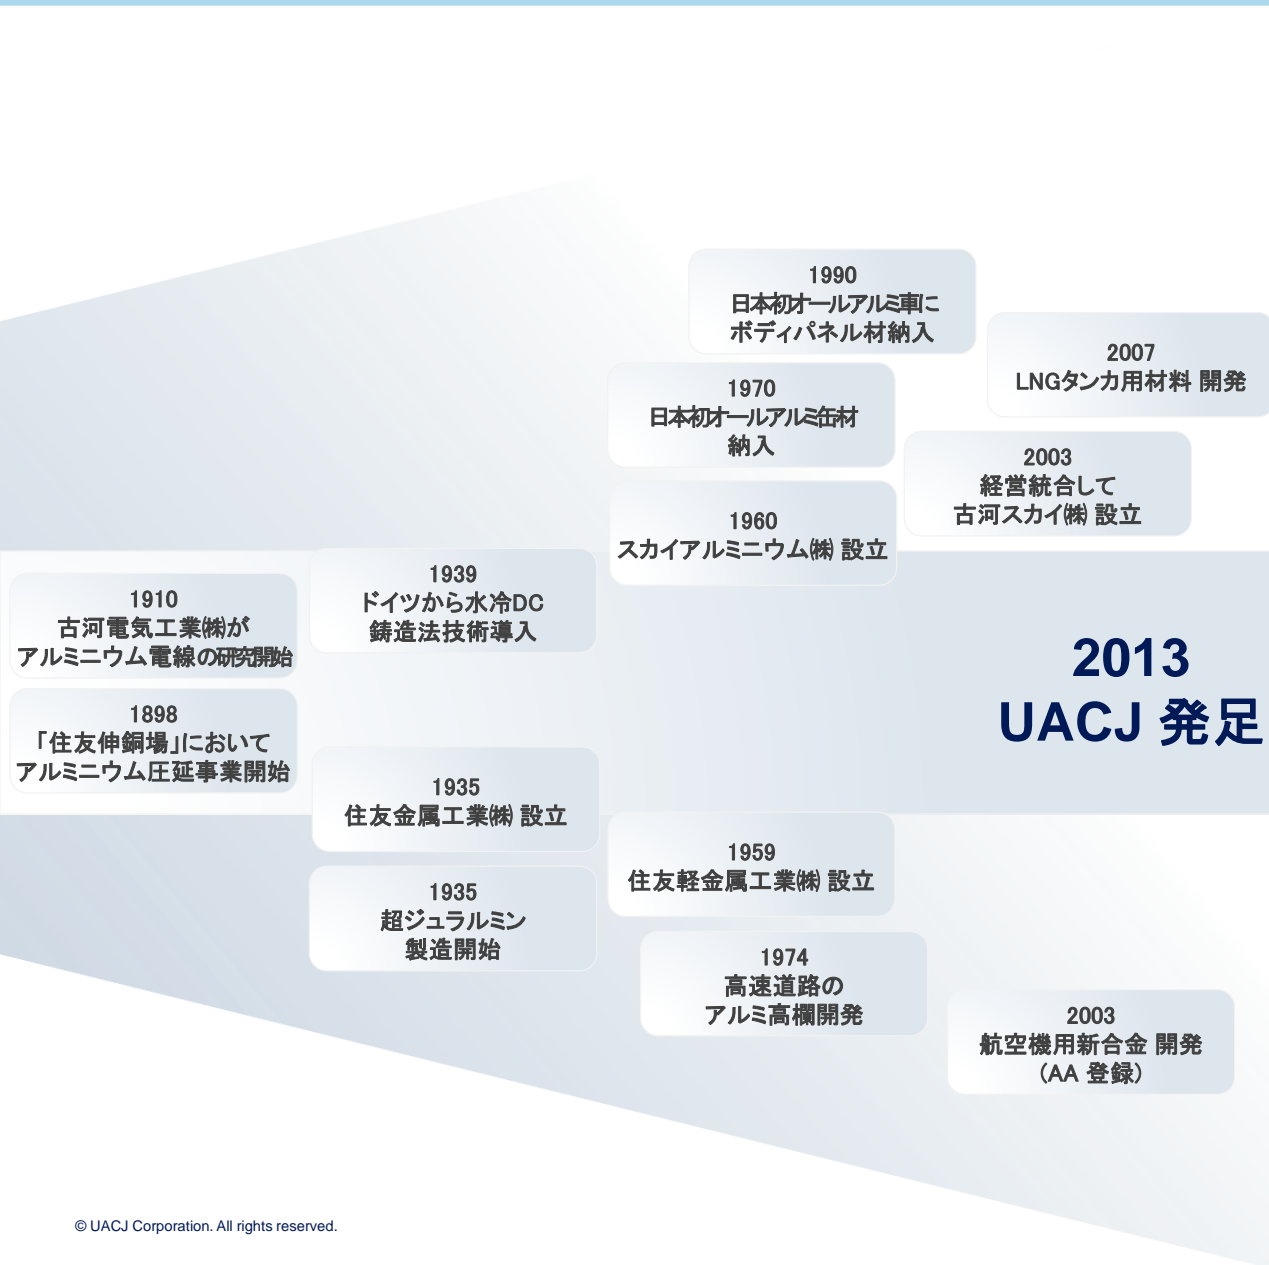 1990
日本初オールアルミ車に
ボディパネル材納入
2007
LNGタンカ用材料 開発
1970
日本初オールアルミ缶材
納入
2003
経営統合して
古河スカイ㈱ 設立
1960
スカイアルミニウム㈱ 設立
1939
ドイツから水冷DC
鋳造法技術導入
1910
古河電気工業㈱が
アルミニウム電線の研究開始
2013
UACJ 発足
1898
「住友伸銅場」において
アルミニウム圧延事業開始
1935
住友金属工業㈱ 設立
1959
住友軽金属工業㈱ 設立
1935
超ジュラルミン
製造開始
1974
高速道路の
アルミ高欄開発
2003
航空機用新合金 開発
（AA 登録）
© UACJ Corporation. All rights reserved.